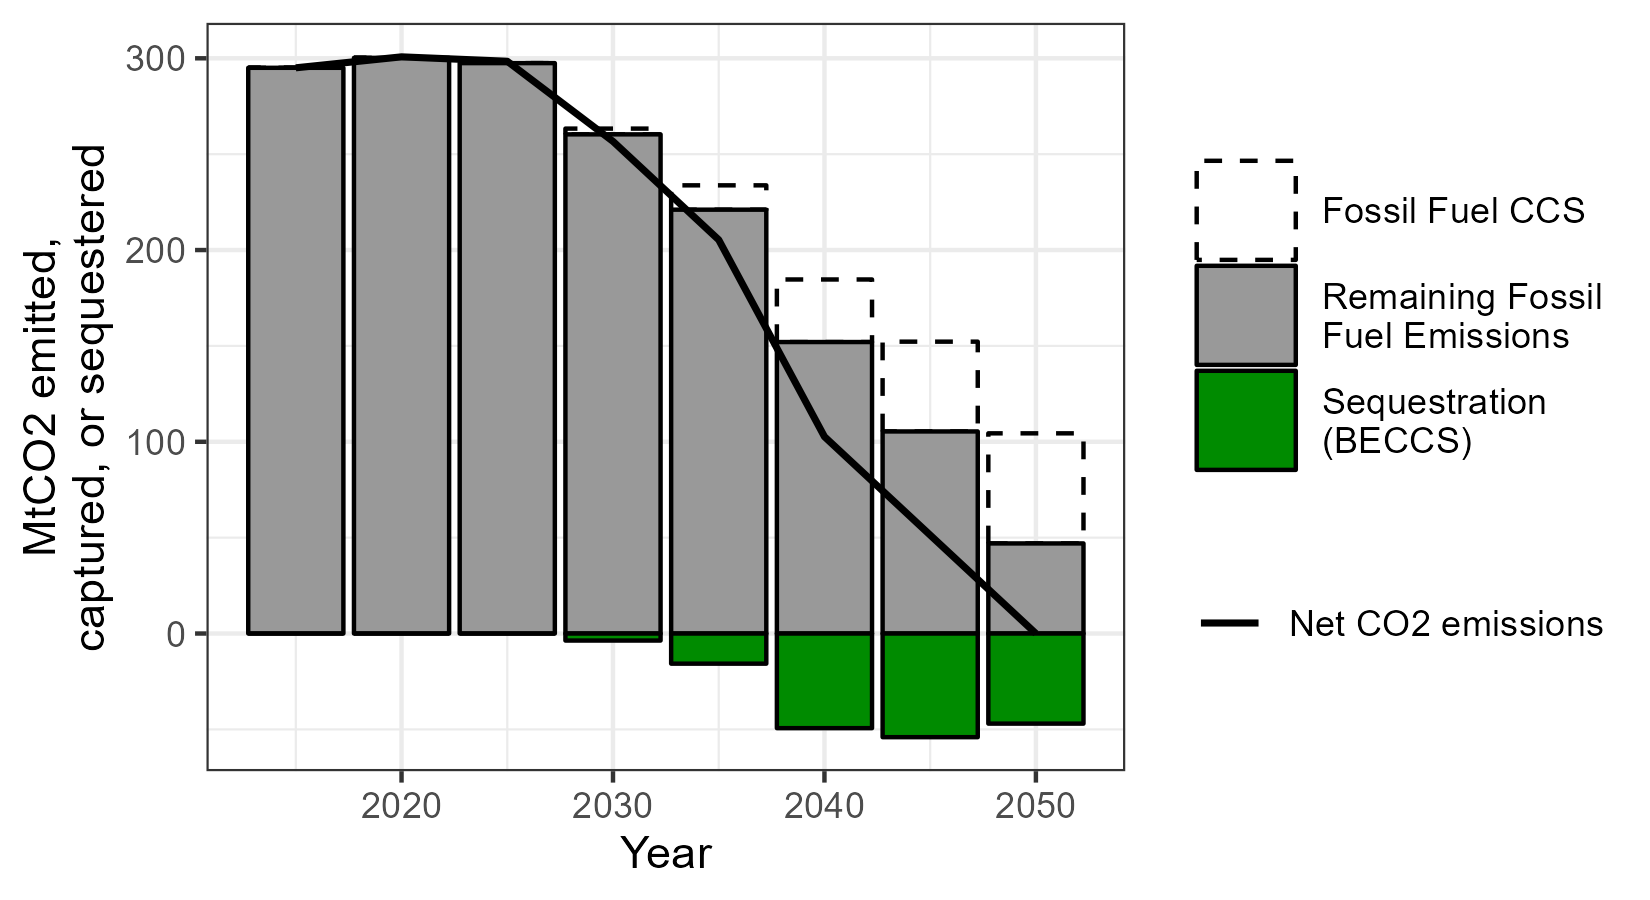 MtCO2 emitted,
captured, or sequestered
300
200
100
0
2020
2030
2040
2050
Year
Fossil Fuel CCS
Remaining Fossil
Fuel Emissions
Sequestration
(BECCS)
Net CO2 emissions